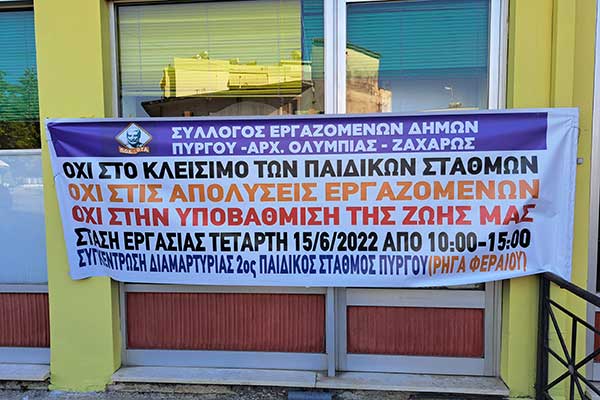 ΣΥΛΛΟΓΟΣ ΕΡΓΑΖΟΜΕΝΩΝ ΔΗΜΩΝ
ΠΥΡΓΟΥ -ΑΡΧ. ΟΛΥΜΠΙΑΣ - ΖΑΧΑΡΩΣ
ΟΧΙ ΣΤΟ ΚΛΕΙΣΙΜΟ ΤΩΝ ΠΑΙΔΙΚΩΝ ΣΤΑΘΜΩΝ
ΟΧΙ ΣΤΙΣ ΑΠΟΛΥΣΕΙΣ ΕΡΓΑΖΟΜΕΝΩΝ
ΟΧΙ ΣΤΗΝ ΥΠΟΒΑΘΜΙΣΗ ΤΗΣ ΖΩΗΣ ΜΑΣ
ΣΤΑΣΗ ΕΡΓΑΣΙΑΣ ΤΕΤΑΡΤΗ 15/6/2022 ΑΠΟ 10:00-15:00
ΣΥΓΚΕΝΤΡΩΣΗ ΔΙΑΜΑΡΤΥΡΙΑΣ 2ος ΠΑΙΔΙΚΟΣ ΣΤΑΘΜΟΣ ΠΥΡΓΟΥ(ΡΗΓΑ ΦΕΡΑΙΟΥ)